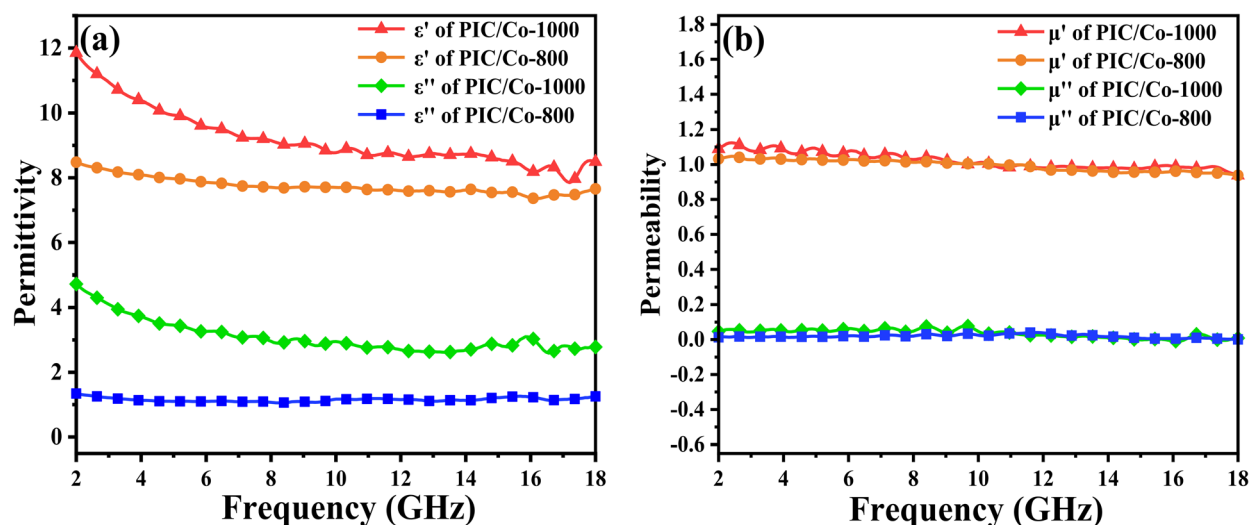 (a)
ε' of PIC/Co-1000
ε' of PIC/Co-800
ε'' of PIC/Co-1000
ε'' of PIC/Co-800
Permittivity
12
10
8
6
4
2
0
2 4 6 8 10 12 14 16 18
Frequency (GHz)
(b)
μ' of PIC/Co-1000
μ' of PIC/Co-800
μ'' of PIC/Co-1000
μ'' of PIC/Co-800
Permeability
1.8
1.6
1.4
1.2
1.0
0.8
0.6
0.4
0.2
0.0
-0.2
-0.4
-0.6
2 4 6 8 10 12 14 16 18
Frequency (GHz)